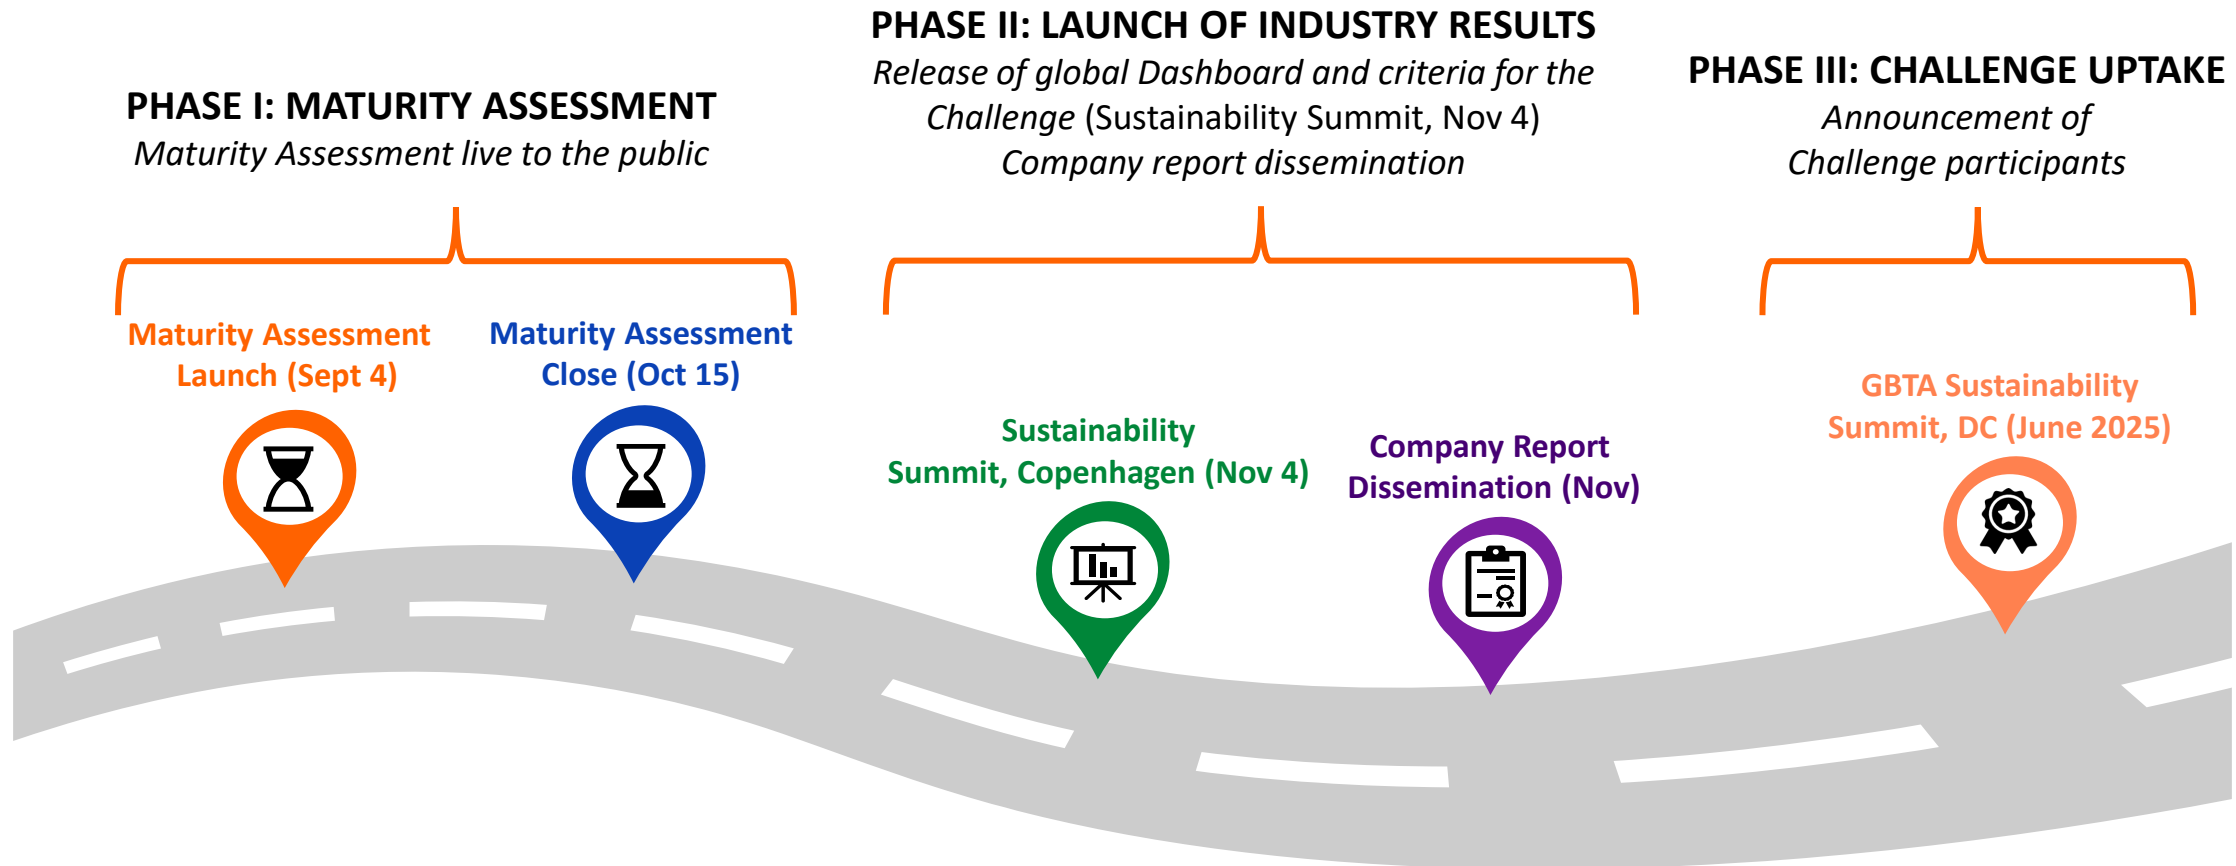 PHASE I: MATURITY ASSESSMENT
Maturity Assessment live to the public
PHASE II: LAUNCH OF INDUSTRY RESULTS
Release of global Dashboard and criteria for the
Challenge (Sustainability Summit, Nov 4)
Company report dissemination
PHASE III: CHALLENGE UPTAKE
Announcement of
Challenge participants
Maturity Assessment
Launch (Sept 4)
Maturity Assessment
Close (Oct 15)
Sustainability
Summit, Copenhagen (Nov 4)
Company Report
Dissemination (Nov)
GBTA Sustainability
Summit, DC (June 2025)